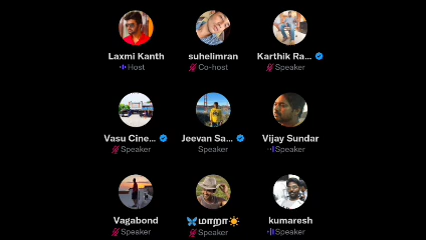 Laxmi Kanth suhelimran Karthik Ra...
Host Co-host Speaker
Vasu Cine... Jeevan Sa... Vijay Sundar
Speaker Speaker Speaker
Vagabond மாறா kumaresh
Speaker Speaker Speaker